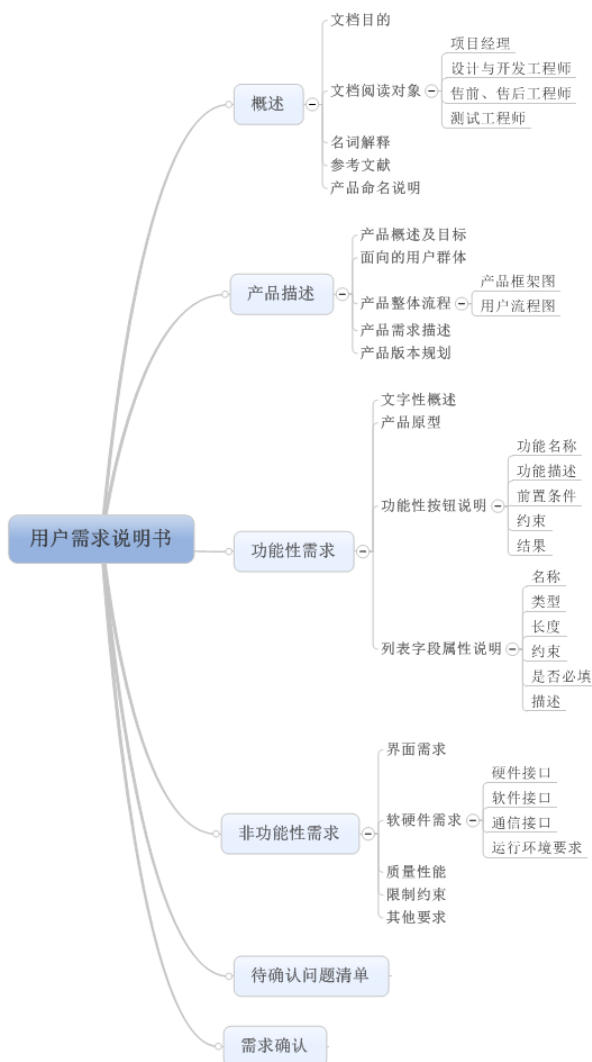 用户需求说明书
概述
文档目的
文档阅读对象
项目经理
设计与开发工程师
售前、售后工程师
测试工程师
名词解释
参考文献
产品命名说明
产品描述
产品概述及目标
面向的用户群体
产品整体流程
产品框架图
用户流程图
产品需求描述
产品版本规划
功能性需求
文字性概述
产品原型
功能性按钮说明
功能名称
功能描述
前置条件
约束
结果
列表字段属性说明
名称
类型
长度
约束
是否必填
描述
非功能性需求
界面需求
软硬件需求
硬件接口
软件接口
通信接口
运行环境要求
质量性能
限制约束
其他要求
待确认问题清单
需求确认